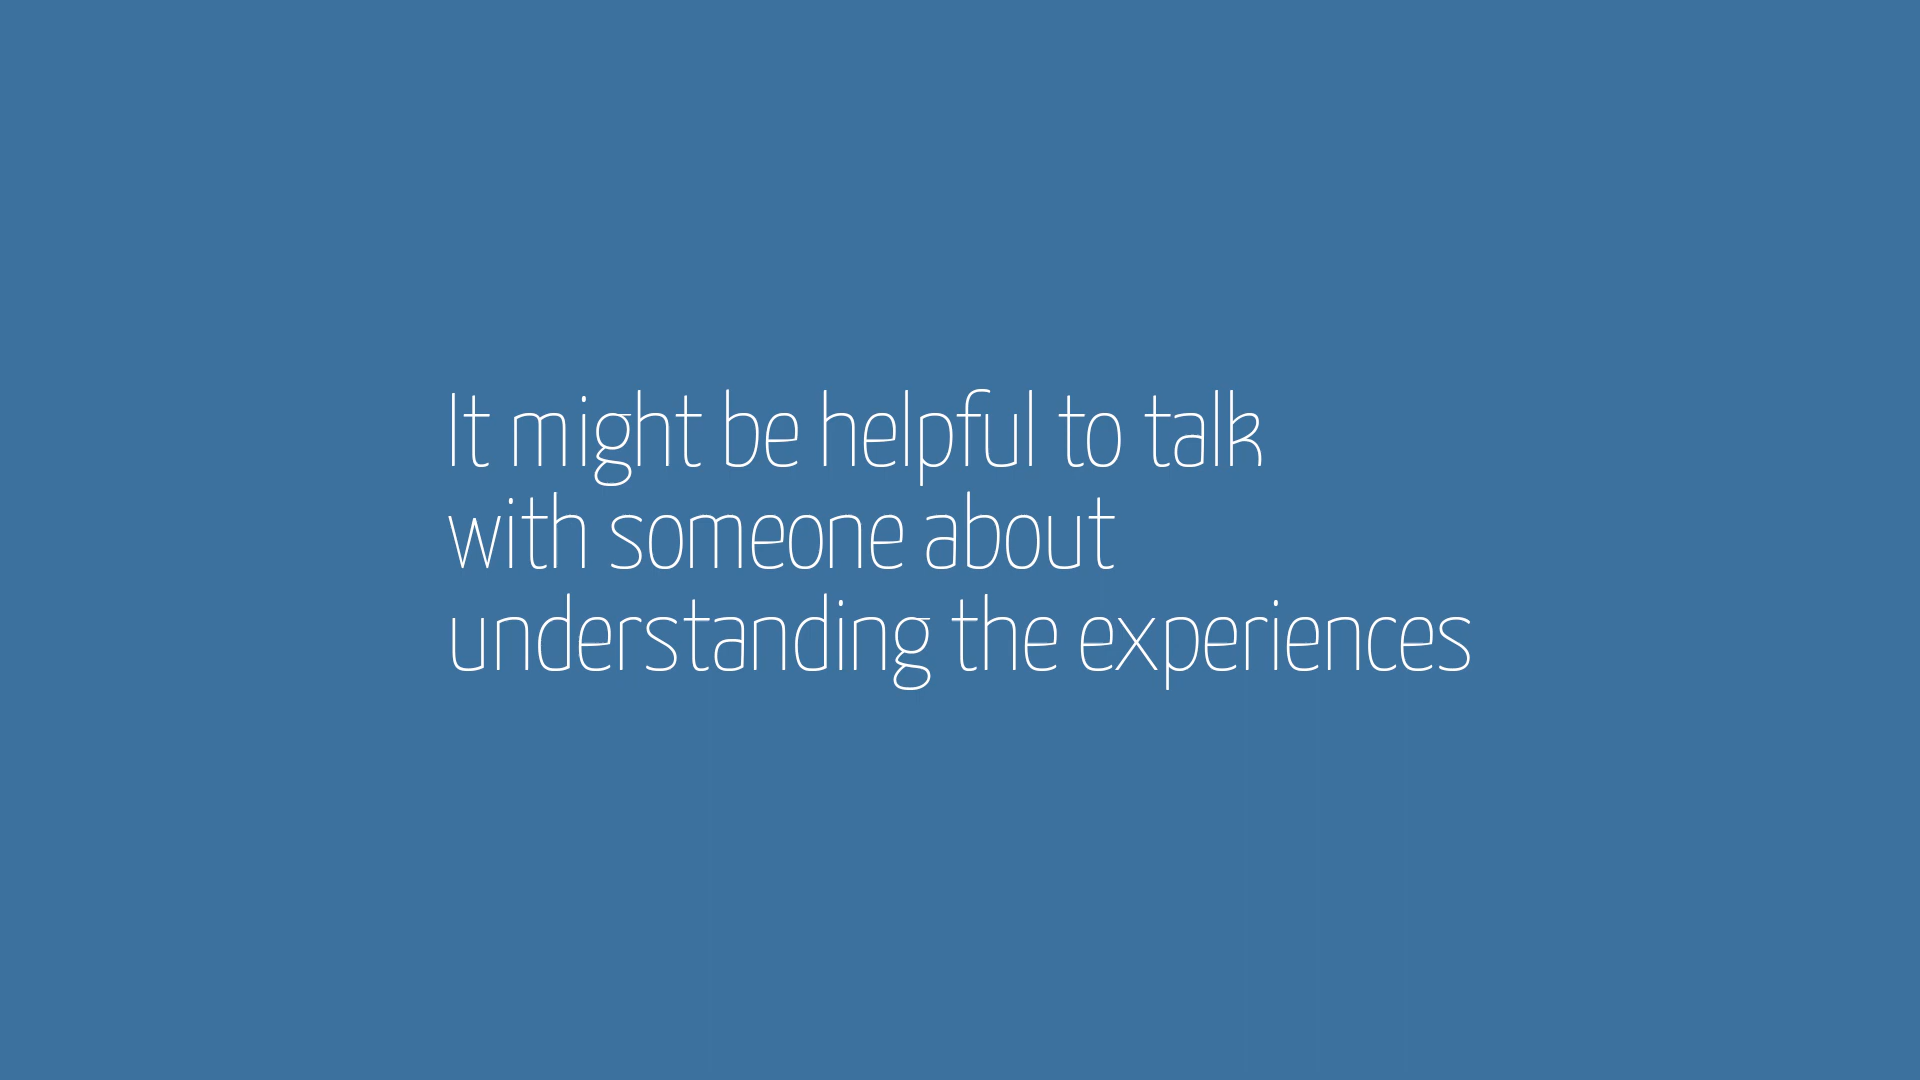 It might be helpful to talk
with someone about
understanding the experiences